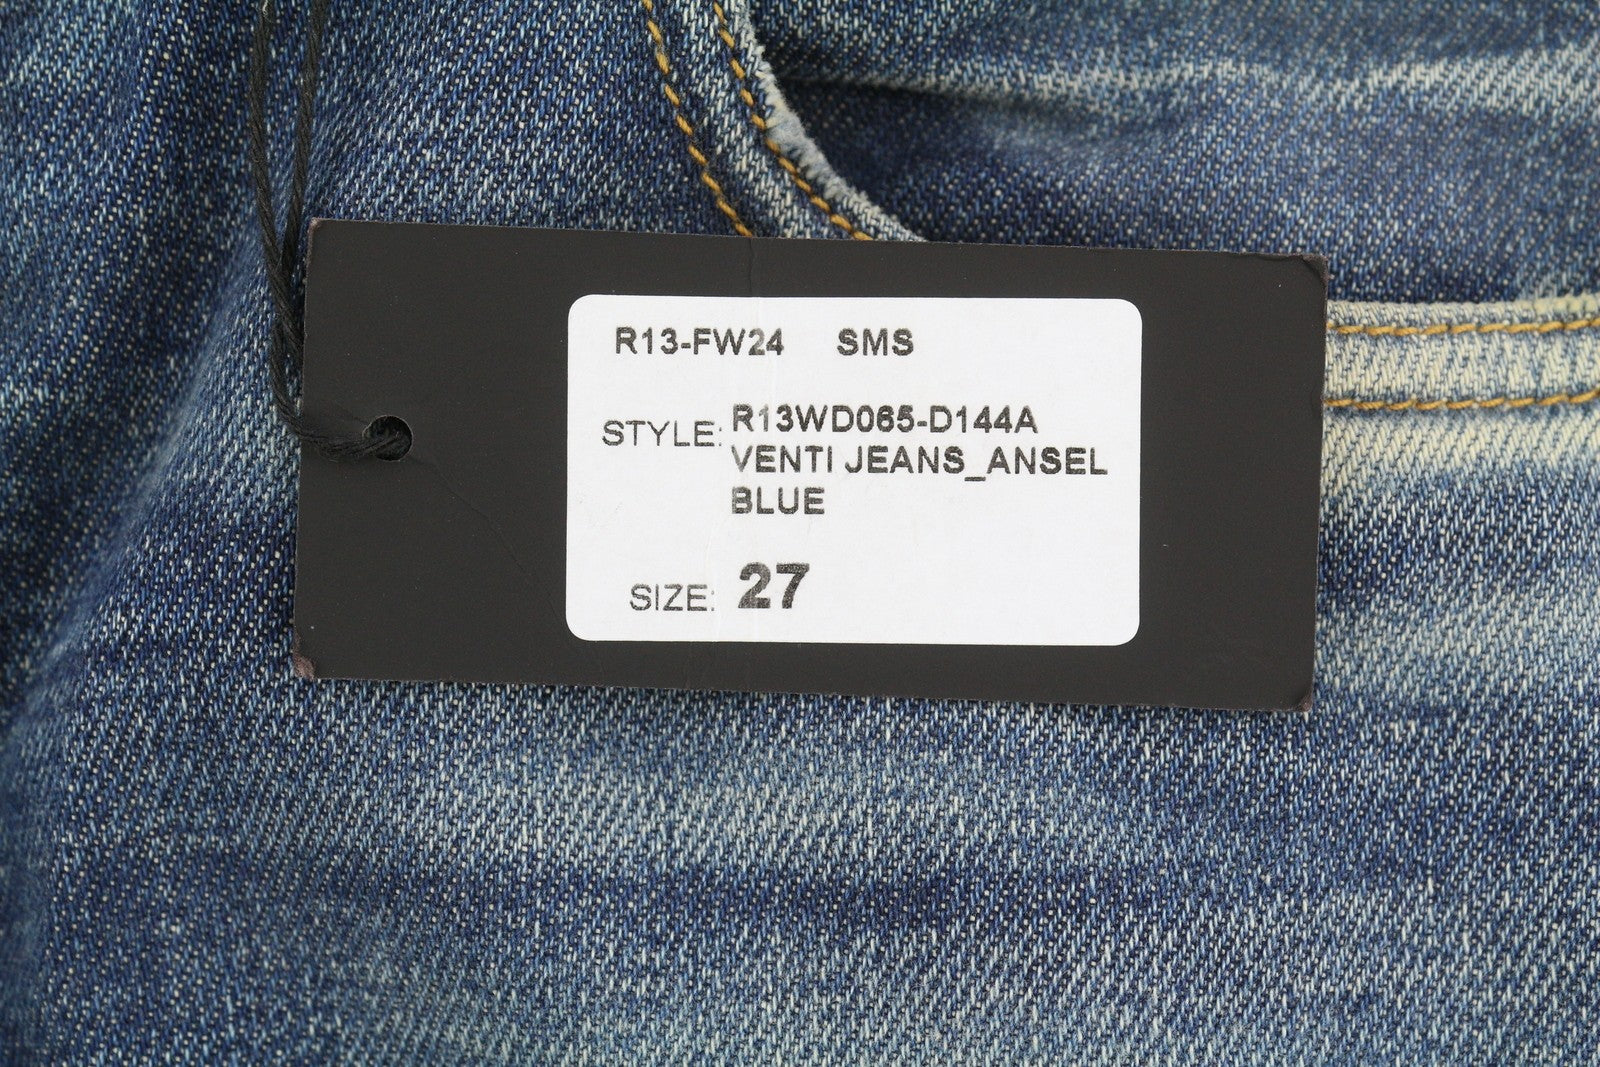 R13-FW24 SMS
STYLE: R13WD065-D144A
VENTI JEANS_ANSEL
BLUE
SIZE: 27